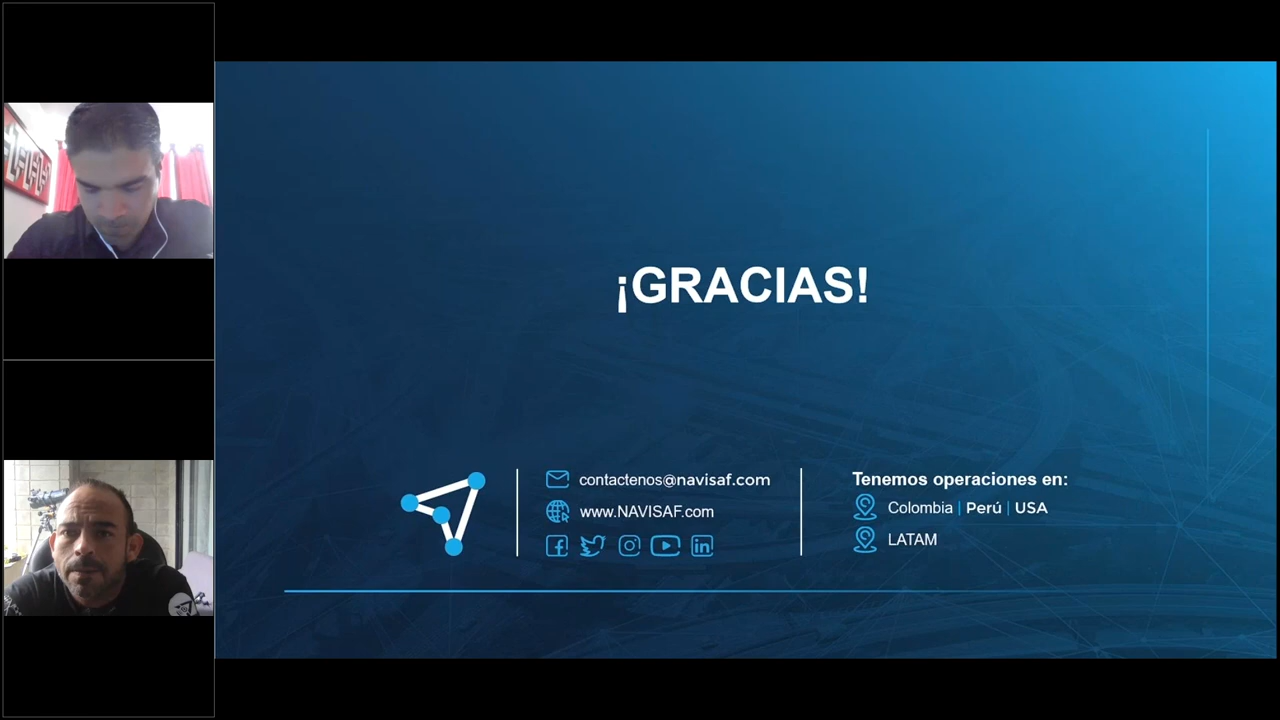 ¡GRACIAS!
contactenos@navisaf.com
www.NAVISAF.com
Tenemos operaciones en:
Colombia | Perú | USA
LATAM